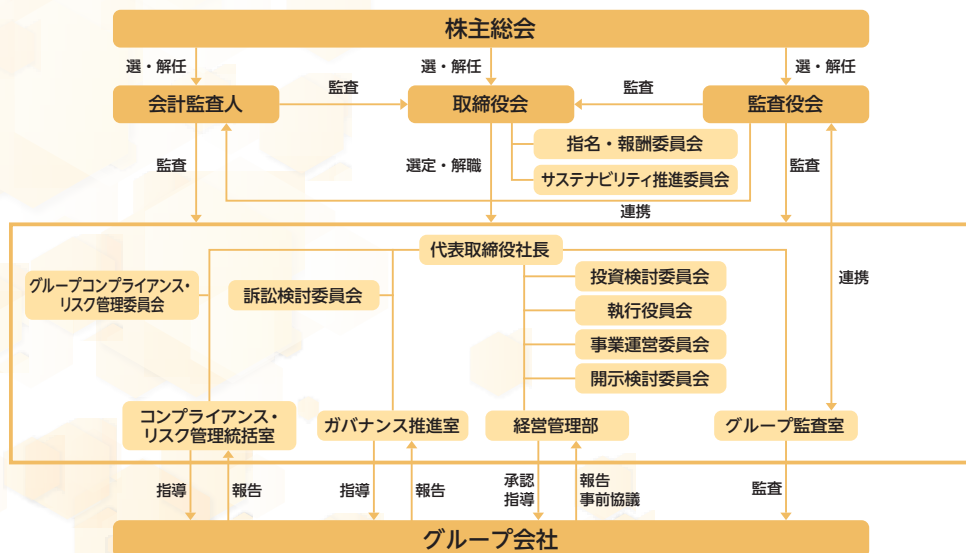 株主総会
選・解任
選・解任
選・解任
会計監査人
監査
取締役会
監査
監査役会
指名・報酬委員会
監査
選定・解職
監査
サステナビリティ推進委員会
連携
代表取締役社長
グループコンプライアンス・
リスク管理委員会
訴訟検討委員会
投資検討委員会
連携
執行役員会
事業運営委員会
開示検討委員会
コンプライアンス・
リスク管理統括室
ガバナンス推進室
経営管理部
グループ監査室
指導
報告
指導
報告
承認
指導
報告
事前協議
監査
グループ会社